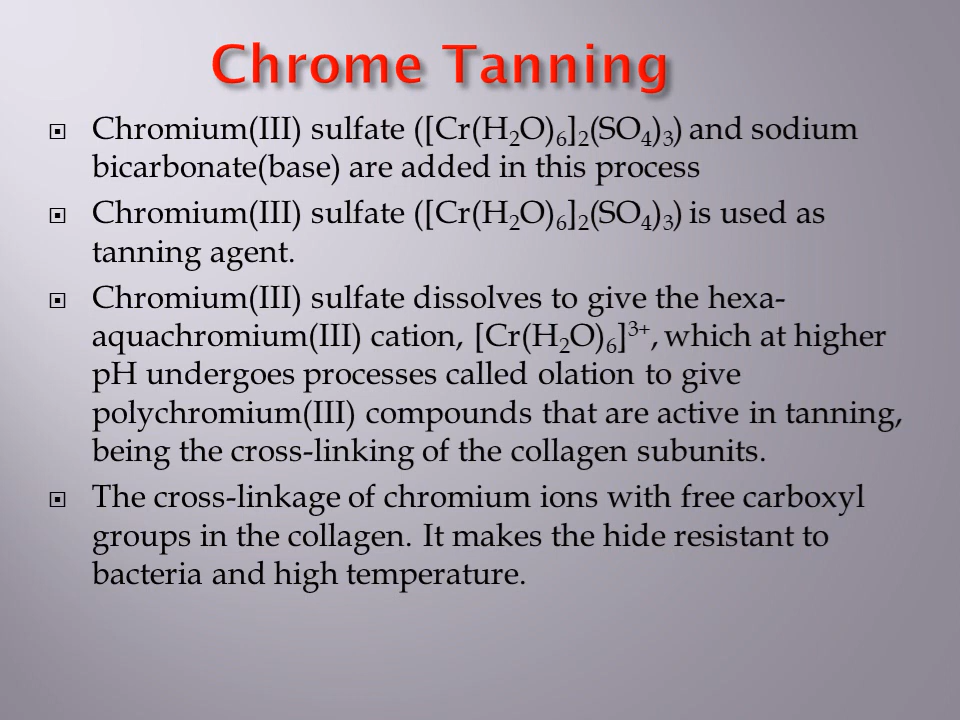 Chrome Tanning
Chromium(III) sulfate ([Cr(H₂O)₆]₂(SO₄)₃) and sodium
bicarbonate(base) are added in this process
Chromium(III) sulfate ([Cr(H₂O)₆]₂(SO₄)₃) is used as
tanning agent.
Chromium(III) sulfate dissolves to give the hexa-
aquachromium(III) cation, [Cr(H₂O)₆]³⁺, which at higher
pH undergoes processes called olation to give
polychromium(III) compounds that are active in tanning,
being the cross-linking of the collagen subunits.
The cross-linkage of chromium ions with free carboxyl
groups in the collagen. It makes the hide resistant to
bacteria and high temperature.